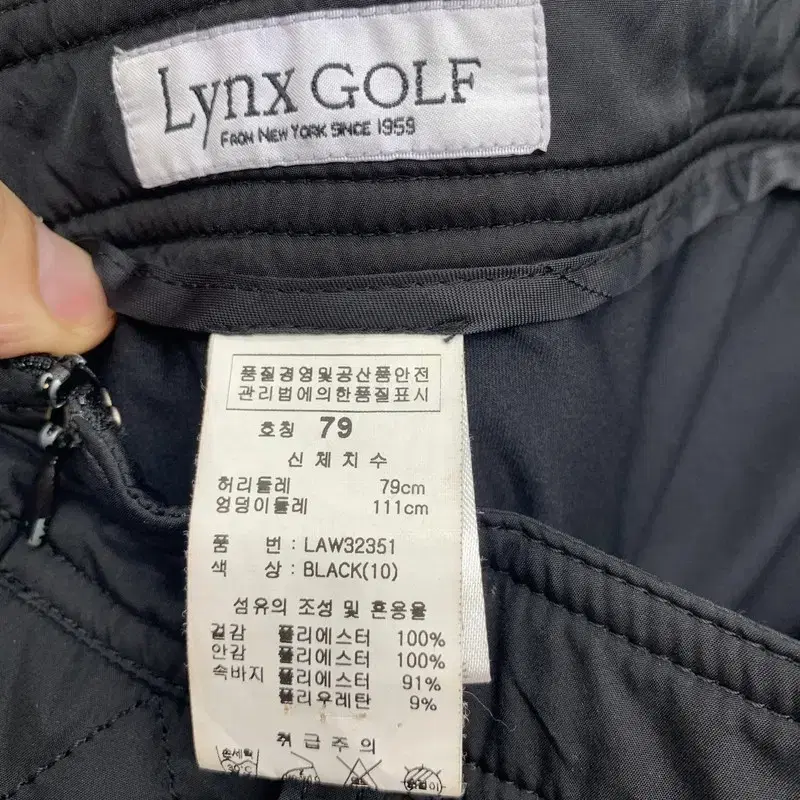 Lynx GOLF
FROM NEW YORK SINCE 1959
품질경영및공산품안전
관리법에의한품질표시
호칭 79
신체치수
허리둘레 79cm
엉덩이둘레 111cm
품 번 : LAW32351
색 상 : BLACK(10)
섬유의 조성 및 혼용율
겉감 폴리에스터 100%
안감 폴리에스터 100%
속바지 폴리에스터 91%
폴리우레탄 9%
취급주의
손세탁
30°C